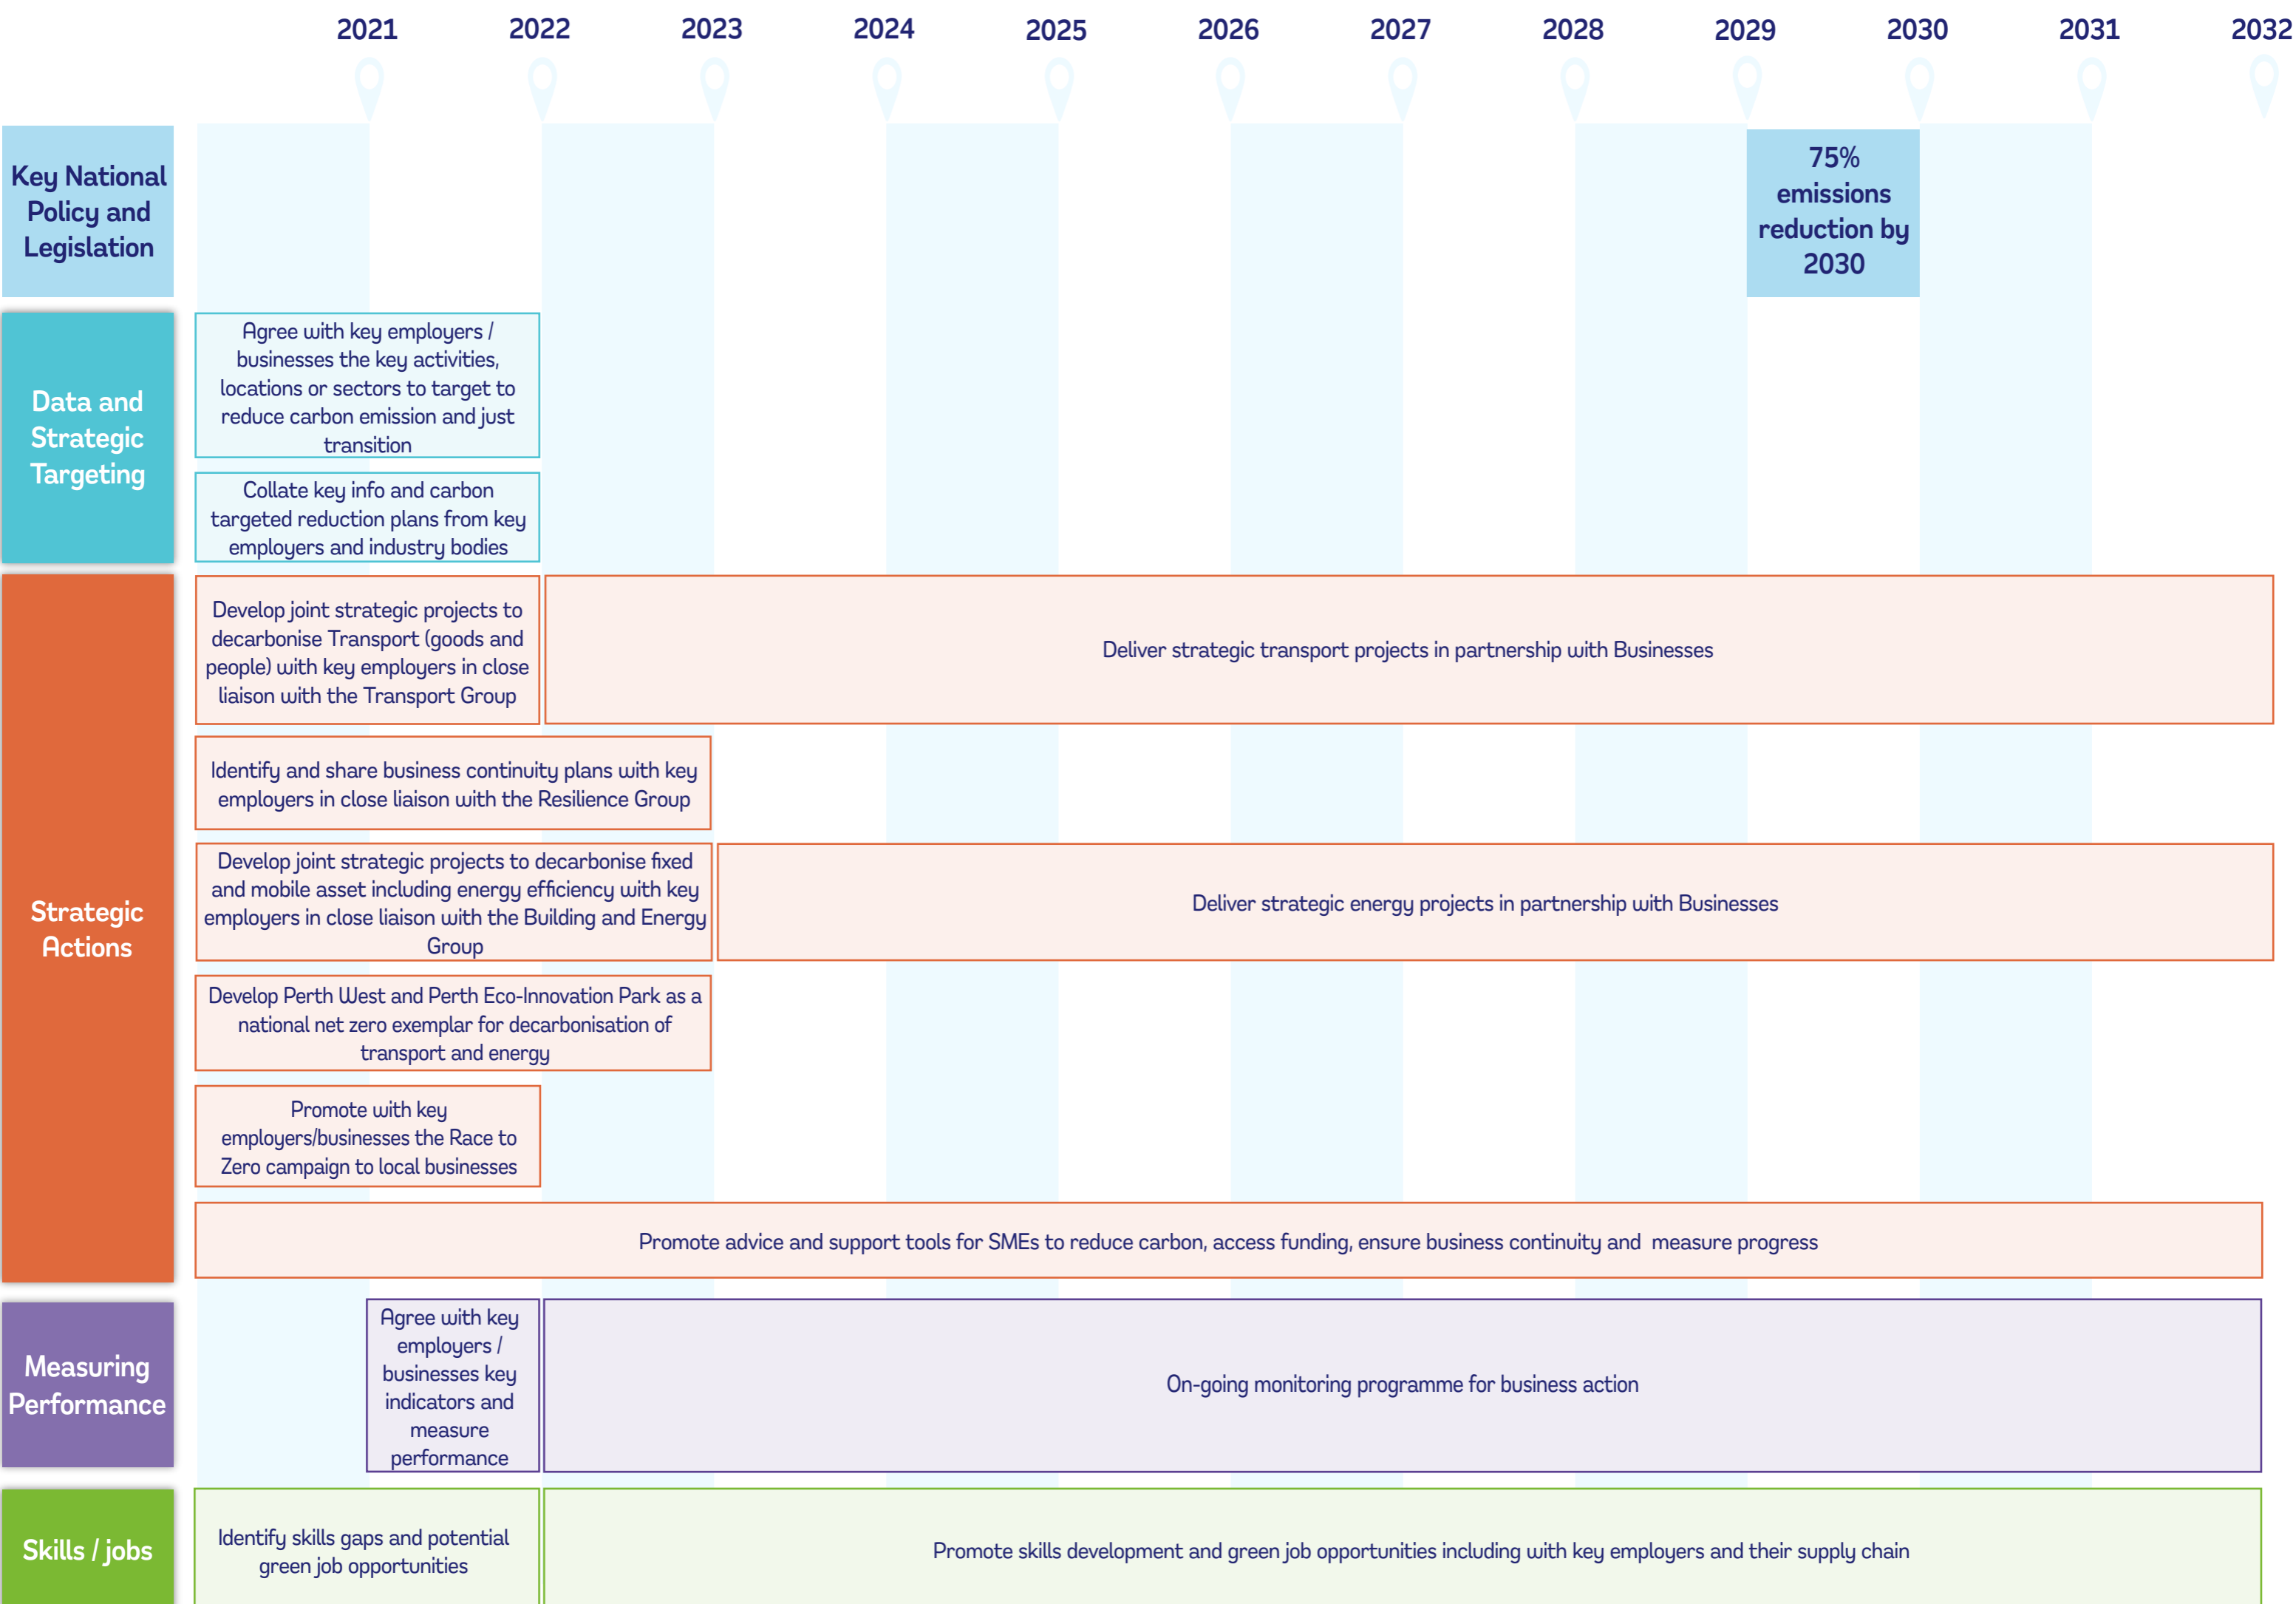 2021 2022 2023 2024 2025 2026 2027 2028 2029 2030 2031 2032
Key National
Policy and
Legislation
75%
emissions
reduction by
2030
Data and
Strategic
Targeting
Agree with key employers /
businesses the key activities,
locations or sectors to target to
reduce carbon emission and just
transition
Collate key info and carbon
targeted reduction plans from key
employers and industry bodies
Strategic
Actions
Develop joint strategic projects to
decarbonise Transport (goods and
people) with key employers in close
liaison with the Transport Group
Deliver strategic transport projects in partnership with Businesses
Identify and share business continuity plans with key
employers in close liaison with the Resilience Group
Develop joint strategic projects to decarbonise fixed
and mobile asset including energy efficiency with key
employers in close liaison with the Building and Energy
Group
Deliver strategic energy projects in partnership with Businesses
Develop Perth West and Perth Eco-Innovation Park as a
national net zero exemplar for decarbonisation of
transport and energy
Promote with key
employers/businesses the Race to
Zero campaign to local businesses
Promote advice and support tools for SMEs to reduce carbon, access funding, ensure business continuity and measure progress
Measuring
Performance
Agree with key
employers /
businesses key
indicators and
measure
performance
On-going monitoring programme for business action
Skills / jobs
Identify skills gaps and potential
green job opportunities
Promote skills development and green job opportunities including with key employers and their supply chain